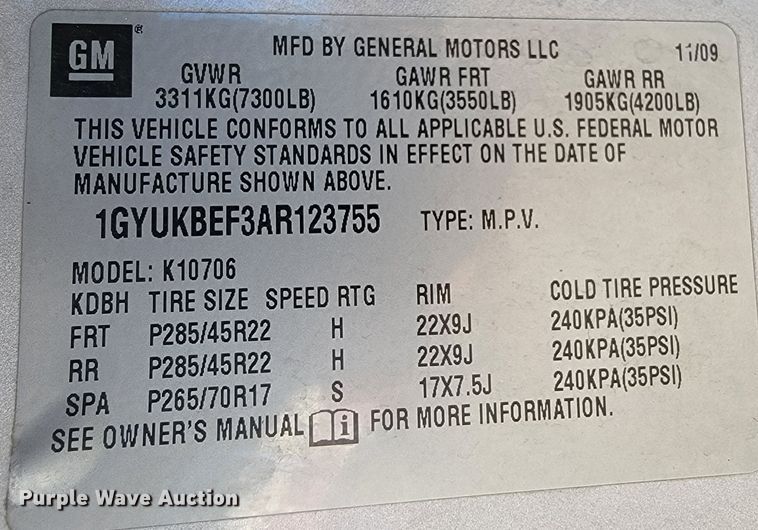 GM® MFD BY GENERAL MOTORS LLC 11/09
GVWR GAWR FRT GAWR RR
3311KG(7300LB) 1610KG(3550LB) 1905KG(4200LB)
THIS VEHICLE CONFORMS TO ALL APPLICABLE U.S. FEDERAL MOTOR
VEHICLE SAFETY STANDARDS IN EFFECT ON THE DATE OF
MANUFACTURE SHOWN ABOVE.
1GYUKBEF3AR123755 TYPE: M.P.V.
MODEL: K10706
KDBH TIRE SIZE SPEED RTG RIM COLD TIRE PRESSURE
FRT P285/45R22 H 22X9J 240KPA(35PSI)
RR P285/45R22 H 22X9J 240KPA(35PSI)
SPA P265/70R17 S 17X7.5J 240KPA(35PSI)
SEE OWNER'S MANUAL i FOR MORE INFORMATION.
Purple Wave Auction